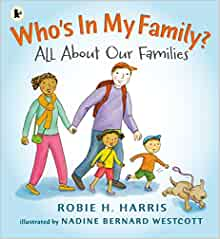 Who's In My Family?
All About Our Families
ROBIE H. HARRIS
illustrated by NADINE BERNARD WESTCOTT